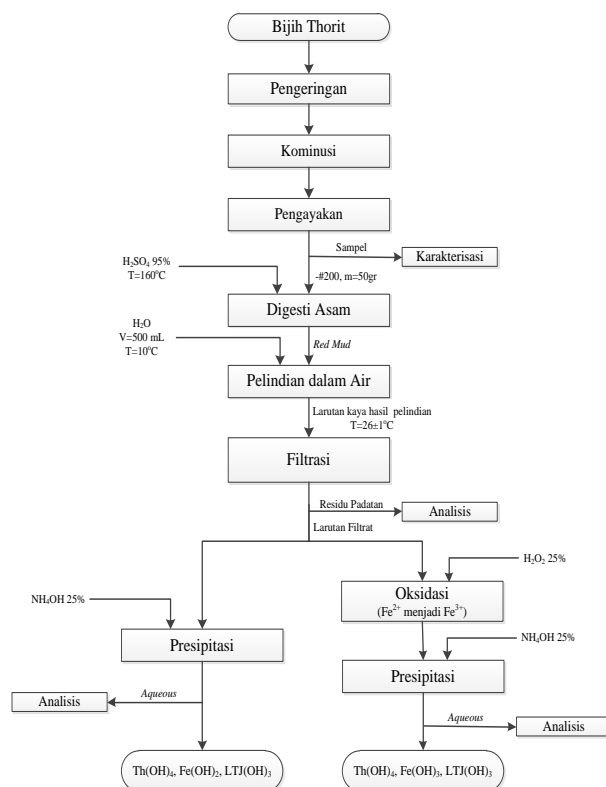 Bijih Thorit
Pengeringan
Kominusi
Pengayakan
Sampel
Karakterisasi
H₂SO₄ 95%
T=160°C
-#200, m=50gr
Digesti Asam
H₂O
V=500 mL
T=10°C
Red Mud
Pelindian dalam Air
Larutan kaya hasil pelindian
T=26±1°C
Filtrasi
Residu Padatan
Analisis
Larutan Filtrat
H₂O₂ 25%
Oksidasi
(Fe²⁺ menjadi Fe³⁺)
NH₄OH 25%
Presipitasi
NH₄OH 25%
Presipitasi
Aqueous
Analisis
Aqueous
Analisis
Th(OH)₄, Fe(OH)₂, LTJ(OH)₃
Th(OH)₄, Fe(OH)₃, LTJ(OH)₃